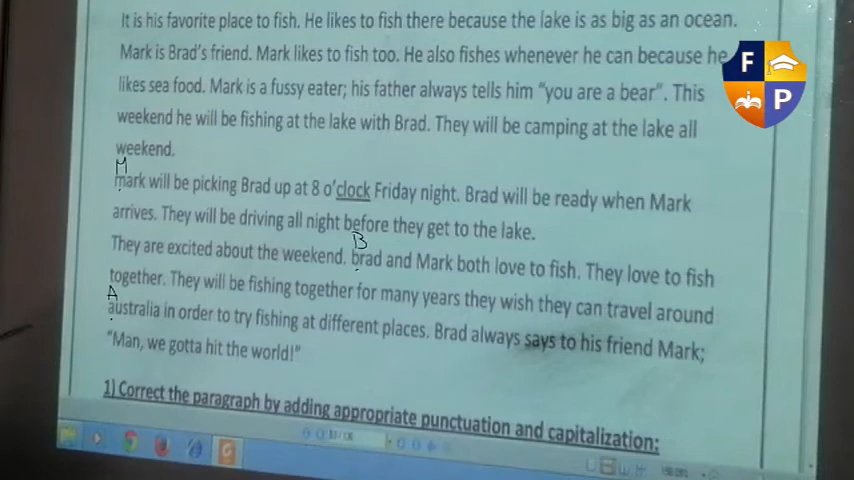 It is his favorite place to fish. He likes to fish there because the lake is as big as an ocean.
Mark is Brad's friend. Mark likes to fish too. He also fishes whenever he can because he
likes sea food. Mark is a fussy eater; his father always tells him "you are a bear". This
weekend he will be fishing at the lake with Brad. They will be camping at the lake all
weekend.
M
mark will be picking Brad up at 8 o'clock Friday night. Brad will be ready when Mark
arrives. They will be driving all night before they get to the lake.
B
They are excited about the weekend. brad and Mark both love to fish. They love to fish
together. They will be fishing together for many years they wish they can travel around
A
australia in order to try fishing at different places. Brad always says to his friend Mark;
"Man, we gotta hit the world!"
1) Correct the paragraph by adding appropriate punctuation and capitalization:
F
P